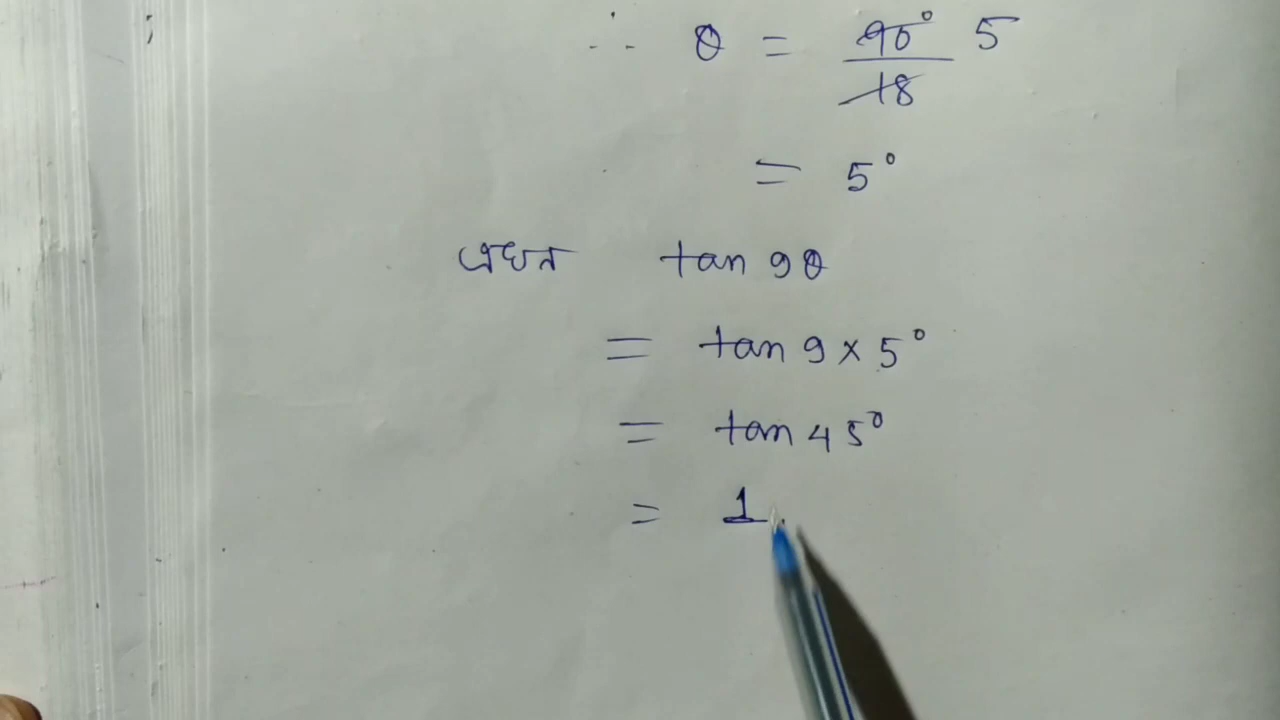 ∴ θ = 90°/18 5
= 5°
এখন tan 9θ
= tan 9 × 5°
= tan 45°
= 1